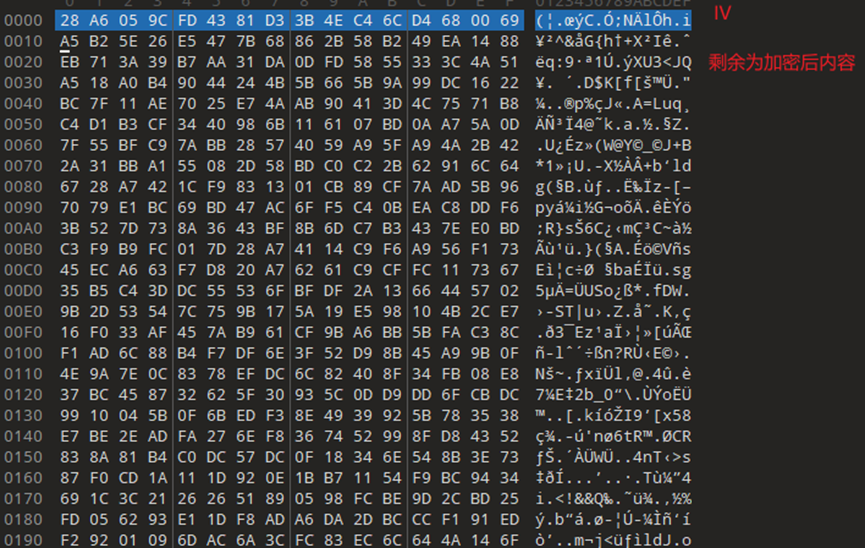 0000 28 A6 05 9C FD 43 81 D3 3B 4E C4 6C D4 68 00 69 (¦.œýC.Ó;NÄlÔh.i IV
0010 A5 B2 5E 26 E5 47 7B 68 86 2B 58 B2 49 EA 14 88 ¥²^&åG{h†+X²Iê.ˆ
0020 EB 71 3A 39 B7 AA 31 DA 0D FD 58 55 33 3C 4A 51 ëq:9·ª1Ú.ýXU3<JQ 剩余为加密后内容
0030 A5 18 A0 B4 90 44 24 4B 5B 66 5B 9A 99 DC 16 22 ¥. ´.D$K[f[š™Ü."
0040 BC 7F 11 AE 70 25 E7 4A AB 90 41 3D 4C 75 71 B8 ¼..®p%çJ«.A=Luq¸
0050 C4 D1 B3 CF 34 40 98 6B 11 61 07 BD 0A A7 5A 0D ÄÑ³Ï4@˜k.a.½.§Z.
0060 7F 55 BF C9 7A BB 28 57 40 59 A9 5F A9 4A 2B 42 .U¿Éz»(W@Y©_©J+B
0070 2A 31 BB A1 55 08 2D 58 BD C0 C2 2B 62 91 6C 64 *1»¡U.-X½ÀÂ+b‘ld
0080 67 28 A7 42 1C F9 83 13 01 CB 89 CF 7A AD 5B 96 g(§B.ùƒ..Ë‰Ïz-[–
0090 70 79 E1 BC 69 BD 47 AC 6F F5 C4 0B EA C8 DD F6 pyá¼i½G¬oõÄ.êÈÝö
00A0 3B 52 7D 73 8A 36 43 BF 8B 6D C7 B3 43 7E E0 BD ;R}sŠ6C¿‹mÇ³C~à½
00B0 C3 F9 B9 FC 01 7D 28 A7 41 14 C9 F6 A9 56 F1 73 Ãù¹ü.}(§A.Éö©Vñs
00C0 45 EC A6 63 F7 D8 20 A7 62 61 C9 CF FC 11 73 67 Eì¦c÷Ø §baÉÏü.sg
00D0 35 B5 C4 3D DC 55 53 6F BF DF 2A 13 66 44 57 02 5µÄ=ÜUSo¿ß*.fDW.
00E0 9B 2D 53 54 7C 75 9B 17 5A 19 E5 98 10 4B 2C E7 ›-ST|u›.Z.å˜.K,ç
00F0 16 F0 33 AF 45 7A B9 61 CF 9B A6 BB 5B FA C3 8C .ð3¯Ez¹aÏ›¦»[úÃŒ
0100 F1 AD 6C 88 B4 F7 DF 6E 3F 52 D9 8B 45 A9 9B 0F ñ-lˆ´÷ßn?RÙ‹E©›.
0110 4E 9A 7E 0C 83 78 EF DC 6C 82 40 8F 34 FB 08 E8 Nš~.ƒxïÜl‚@.4û.è
0120 37 BC 45 87 32 62 5F 30 93 5C 0D D9 DD 6F CB DC 7¼E‡2b_0“\.ÙÝoËÜ
0130 99 10 04 5B 0F 6B ED F3 8E 49 39 92 5B 78 35 38 ™..[.kíóŽI9’[x58
0140 E7 BE 2E AD FA 27 6E F8 36 74 52 99 8F D8 43 52 ç¾.-ú'nø6tR™.ØCR
0150 83 8A 81 B4 C0 DC 57 DC 0F 18 34 6E 54 8B 3E 73 ƒŠ.´ÀÜWÜ..4nT‹>s
0160 87 F0 CD 1A 11 1D 92 0E 1B B7 11 54 F9 BC 94 34 ‡ðÍ...’..·.Tù¼”4
0170 69 1C 3C 21 26 26 51 89 05 98 FC BE 9D 2C BD 25 i.<!&&Q‰.˜ü¾.,½%
0180 FD 05 62 93 E1 1D F8 AD A6 DA 2D BC CC F1 91 ED ý.b“á.ø-¦Ú-¼Ìñ‘í
0190 F2 92 01 09 6D AC 6A 3C FC 83 EC 6C 64 4A 14 6F ò’..m¬j<üƒìldJ.o